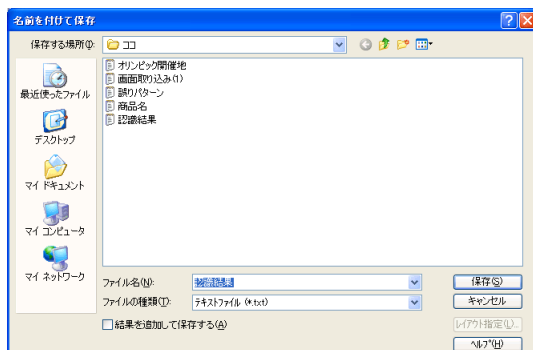 名前を付けて保存
保存する場所(I):
ココ
最近使ったファイル
デスクトップ
マイ ドキュメント
マイ コンピュータ
マイ ネットワーク
オリンピック開催地
画面取り込み(1)
誤りパターン
商品名
認識結果
ファイル名(N):
認識結果
保存(S)
ファイルの種類(T):
テキストファイル (*.txt)
キャンセル
結果を追加して保存する(A)
レイアウト指定(L)...
ヘルプ(H)